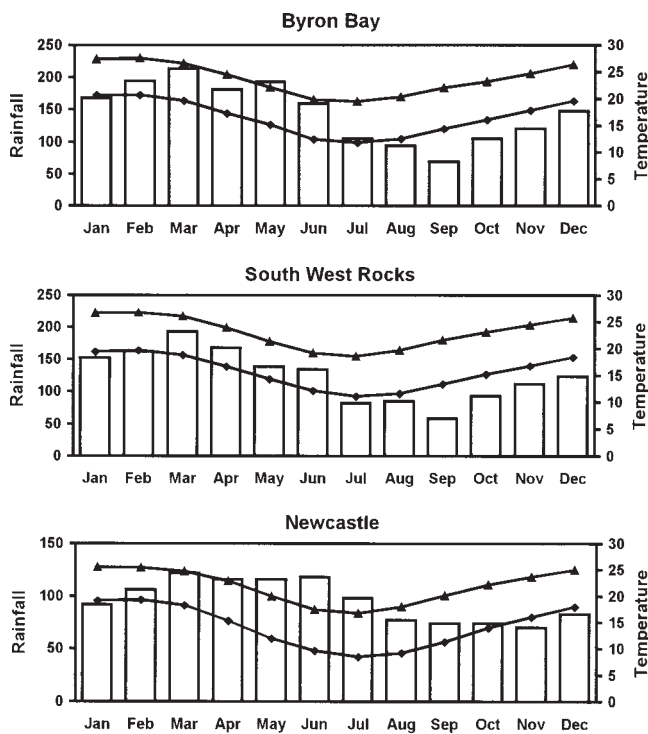 Byron Bay
250 200 150 100 50 0
Rainfall
30 25 20 15 10 5 0
Temperature
Jan Feb Mar Apr May Jun Jul Aug Sep Oct Nov Dec
South West Rocks
250 200 150 100 50 0
Rainfall
30 25 20 15 10 5 0
Temperature
Jan Feb Mar Apr May Jun Jul Aug Sep Oct Nov Dec
Newcastle
150 100 50 0
Rainfall
30 25 20 15 10 5 0
Temperature
Jan Feb Mar Apr May Jun Jul Aug Sep Oct Nov Dec